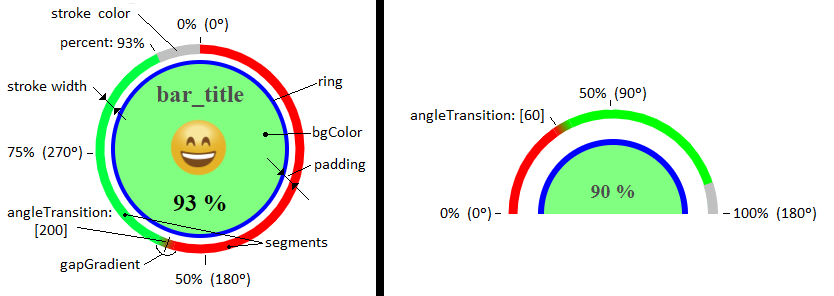 stroke color
0% (0º)
percent: 93%
stroke width
bar_title
ring
bgColor
padding
75% (270º)
93 %
angleTransition:
[200]
segments
gapGradient
50% (180º)
50% (90º)
angleTransition: [60]
90 %
0% (0º)
100% (180º)